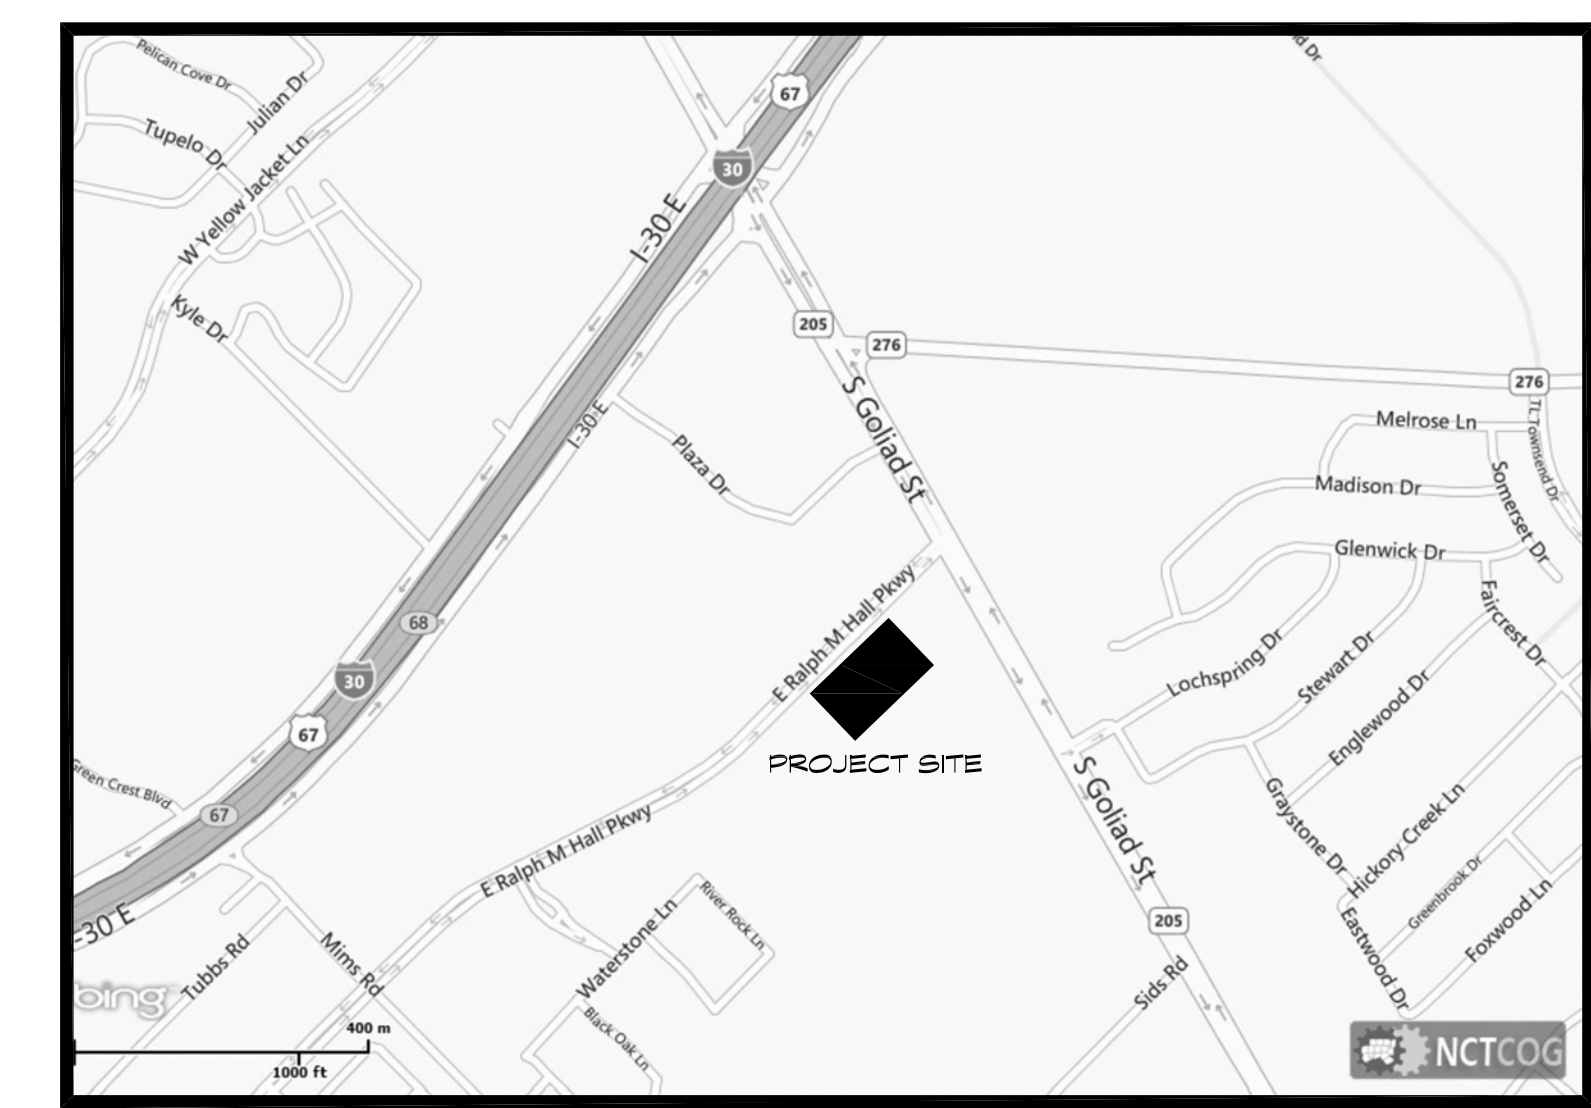 Pelican Cove Dr
Julian Dr
Tupelo Dr
W Yellow Jacket Ln
Kyle Dr
67
30
I-30 E
205
276
276
S Goliad St
I-30 E
Plaza Dr
Melrose Ln
TL Townsend Dr
Madison Dr
Somerset Dr
Glenwick Dr
Faircrest Dr
E Ralph M Hall Pkwy
68
30
67
Lochspring Dr
Stewart Dr
Englewood Dr
PROJECT SITE
Green Crest Blvd
67
S Goliad St
Graystone Dr
Hickory Creek Ln
E Ralph M Hall Pkwy
-30 E
Tubbs Rd
Mims Rd
Waterstone Ln
River Rock Ln
205
Greenbrook Dr
Foxwood Ln
Eastwood Dr
Sids Rd
Black Oak Ln
bing
400 m
1000 ft
NCTCOG